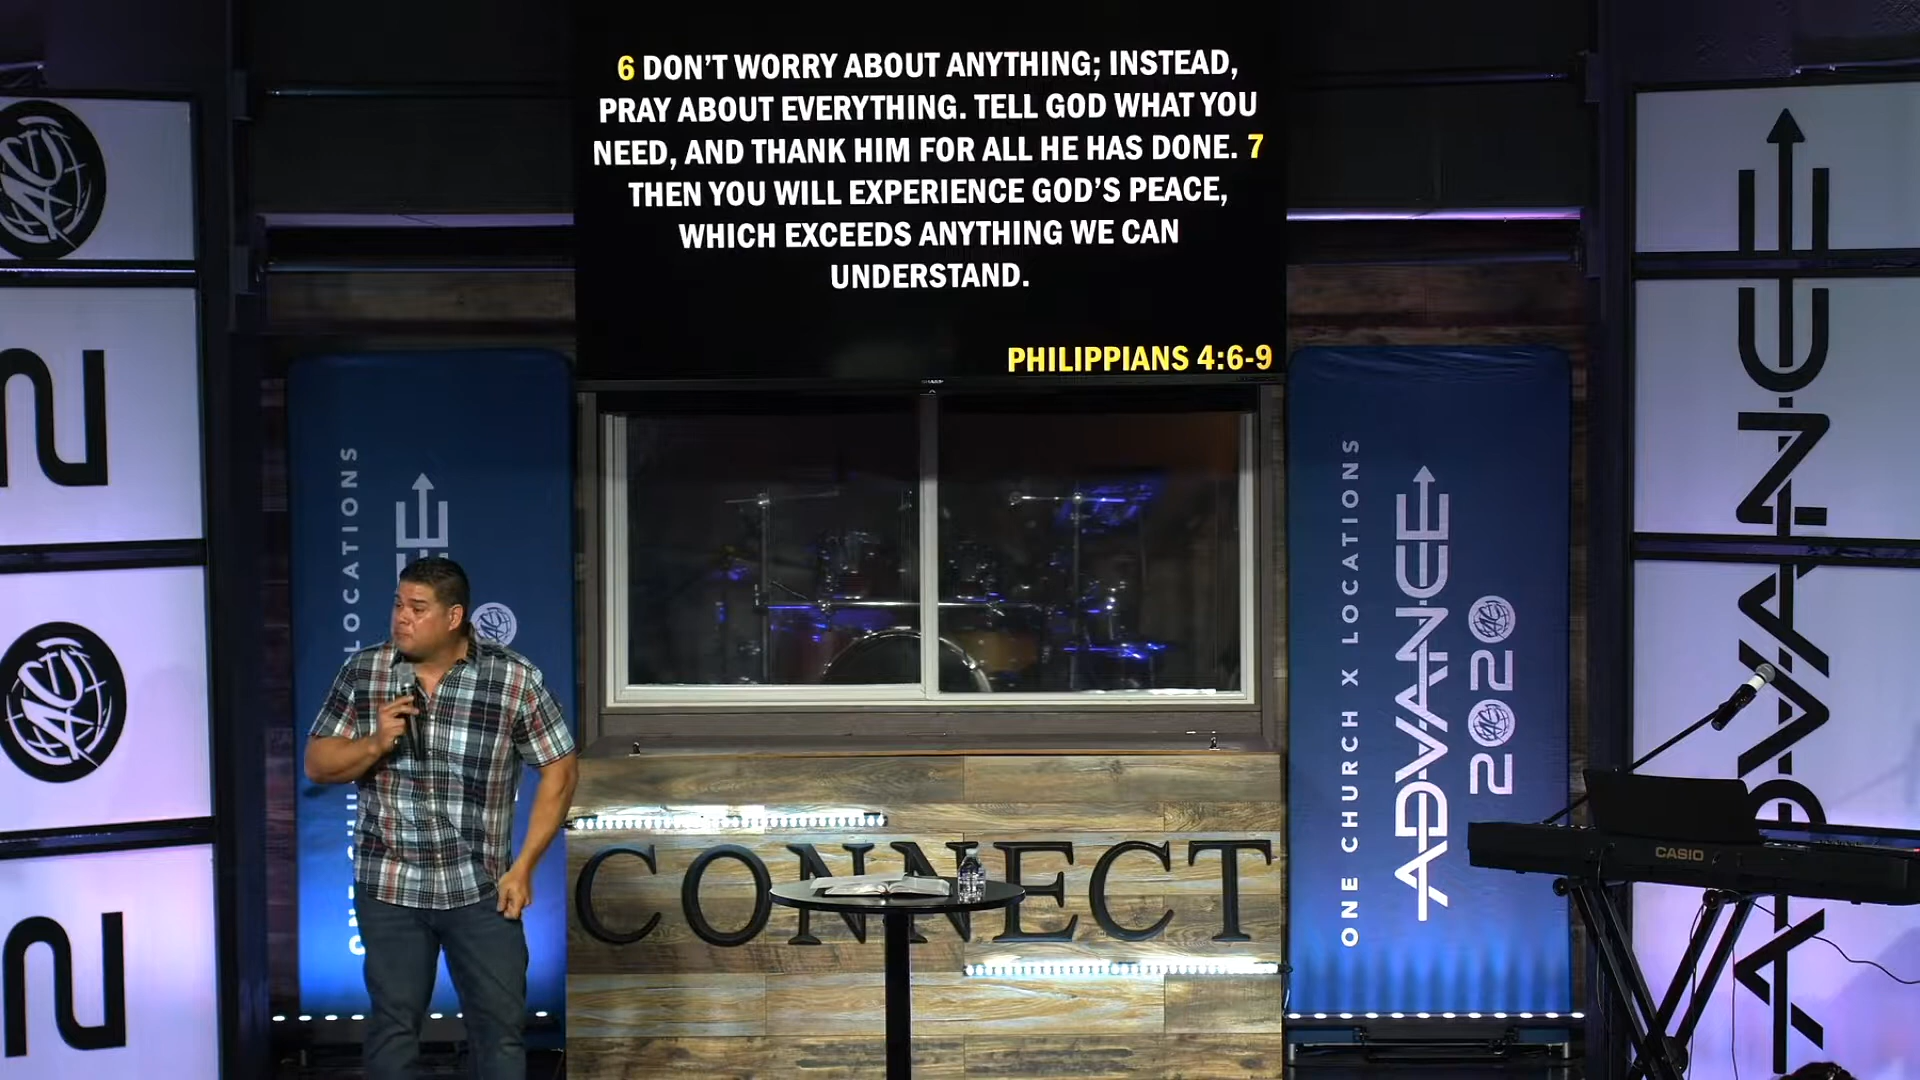 6 DON'T WORRY ABOUT ANYTHING; INSTEAD,
PRAY ABOUT EVERYTHING. TELL GOD WHAT YOU
NEED, AND THANK HIM FOR ALL HE HAS DONE. 7
THEN YOU WILL EXPERIENCE GOD'S PEACE,
WHICH EXCEEDS ANYTHING WE CAN
UNDERSTAND.
PHILIPPIANS 4:6-9
LOCATIONS
ONE CHURCH X LOCATIONS
ADVANCE
2020
ADVANCE
CONNECT
CASIO